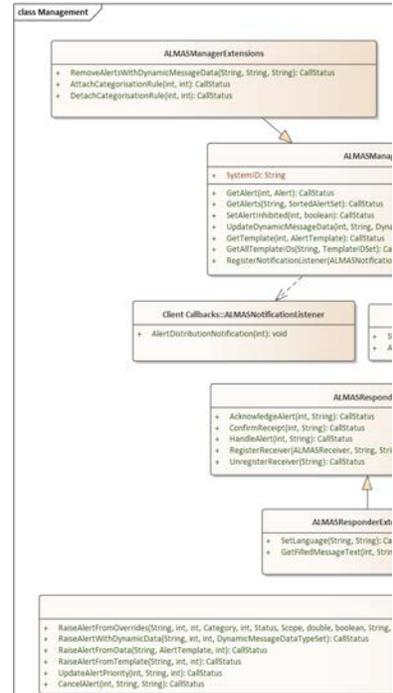 class Management
ALMASManagerExtensions
+ RemoveAlertsWithDynamicMessageData(String, String, String): CallStatus
+ AttachCategorisationRule(int, int): CallStatus
+ DetachCategorisationRule(int, int): CallStatus
ALMASManag
+ SystemID: String
+ GetAlert(int, Alert): CallStatus
+ GetAlerts(String, SortedAlertSet): CallStatus
+ SetAlertInhibited(int, boolean): CallStatus
+ UpdateDynamicMessageData(int, String, Dyna
+ GetTemplate(int, AlertTemplate): CallStatus
+ GetAllTemplateIDs(String, TemplateIDSet): Ca
+ RegisterNotificationListener(ALMASNotificatio
Client Callbacks::ALMASNotificationListener
+ AlertDistributionNotification(int): void
+ S
+ A
ALMASRespond
+ AcknowledgeAlert(int, String): CallStatus
+ ConfirmReceipt(int, String): CallStatus
+ HandleAlert(int, String): CallStatus
+ RegisterReceiver(ALMASReceiver, String, Stri
+ UnregisterReceiver(String): CallStatus
ALMASResponderExt
+ SetLanguage(String, String): Ca
+ GetFilledMessageText(int, Strin
+ RaiseAlertFromOverrides(String, int, int, Category, int, Status, Scope, double, boolean, String,
+ RaiseAlertWithDynamicData(String, int, int, DynamicMessageDataTypeSet): CallStatus
+ RaiseAlertFromData(String, AlertTemplate, int): CallStatus
+ RaiseAlertFromTemplate(String, int, int): CallStatus
+ UpdateAlertPriority(int, String, int): CallStatus
+ CancelAlert(int, String, String): CallStatus